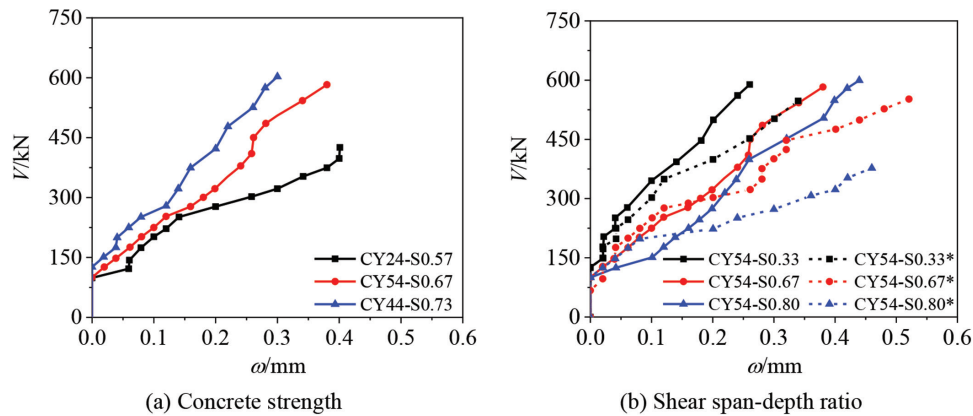 750
600
450
300
150
0
V/kN
CY24-S0.57
CY54-S0.67
CY44-S0.73
0.0 0.1 0.2 0.3 0.4 0.5 0.6
ω/mm
(a) Concrete strength
750
600
450
300
150
0
V/kN
CY54-S0.33 CY54-S0.33*
CY54-S0.67 CY54-S0.67*
CY54-S0.80 CY54-S0.80*
0.0 0.1 0.2 0.3 0.4 0.5 0.6
ω/mm
(b) Shear span-depth ratio